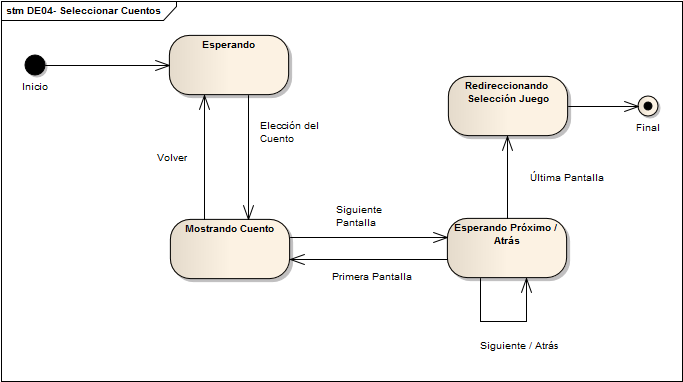 stm DE04- Seleccionar Cuentos
Esperando
Inicio
Redireccionando
Selección Juego
Final
Elección del
Cuento
Volver
Última Pantalla
Mostrando Cuento
Siguiente
Pantalla
Esperando Próximo /
Atrás
Primera Pantalla
Siguiente / Atrás